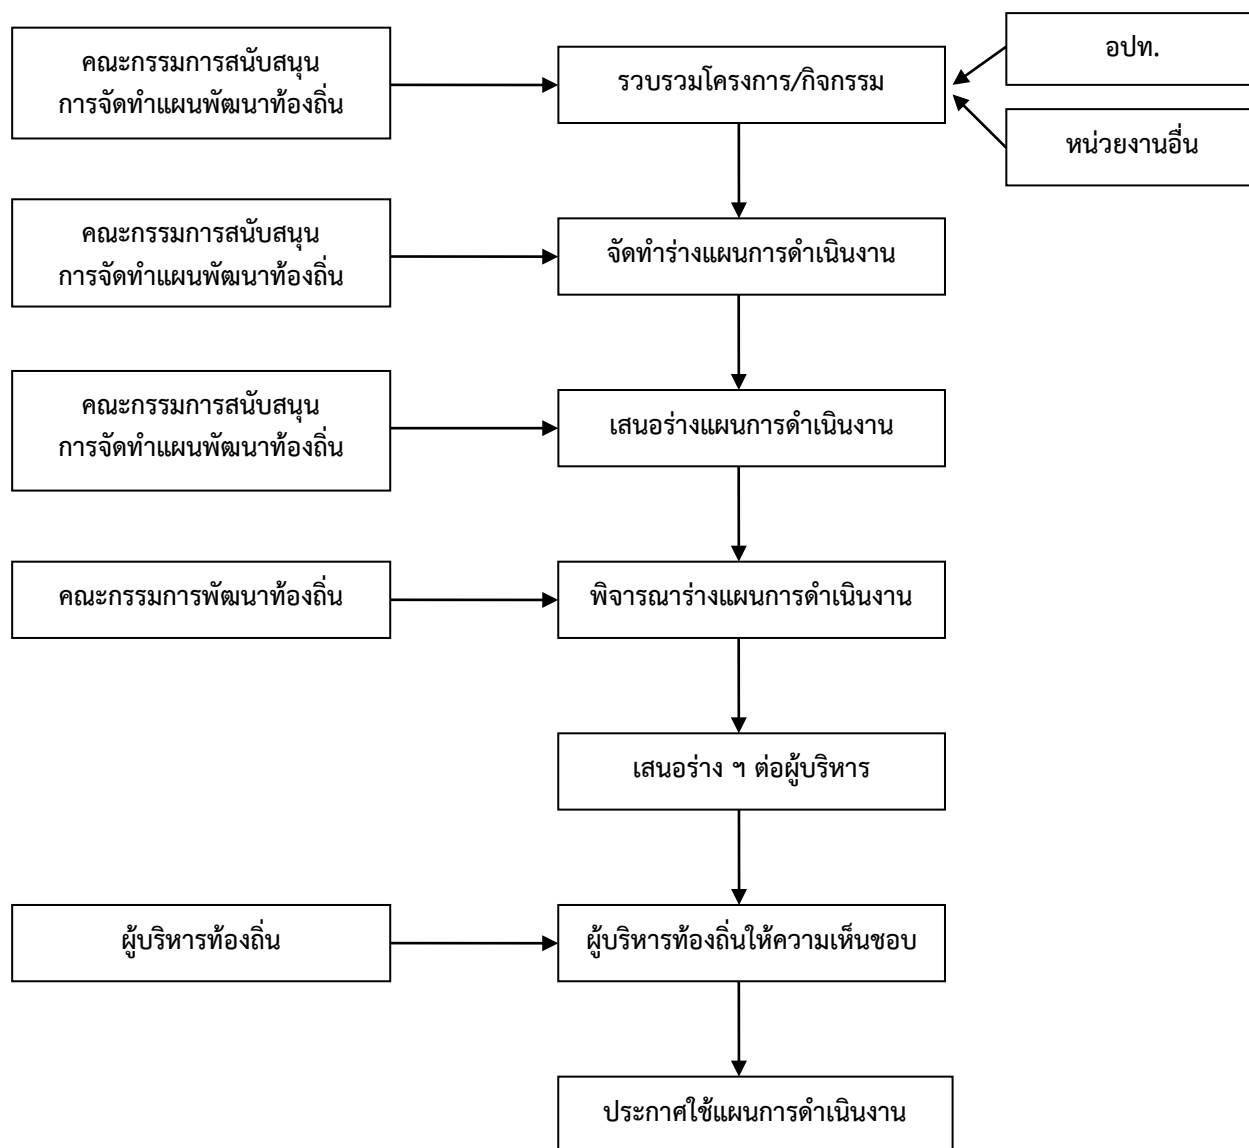 คณะกรรมการสนับสนุน
การจัดทำแผนพัฒนาท้องถิ่น
รวบรวมโครงการ/กิจกรรม
อปท.
หน่วยงานอื่น
คณะกรรมการสนับสนุน
การจัดทำแผนพัฒนาท้องถิ่น
จัดทำร่างแผนการดำเนินงาน
คณะกรรมการสนับสนุน
การจัดทำแผนพัฒนาท้องถิ่น
เสนอร่างแผนการดำเนินงาน
คณะกรรมการพัฒนาท้องถิ่น
พิจารณาร่างแผนการดำเนินงาน
เสนอร่าง ฯ ต่อผู้บริหาร
ผู้บริหารท้องถิ่น
ผู้บริหารท้องถิ่นให้ความเห็นชอบ
ประกาศใช้แผนการดำเนินงาน